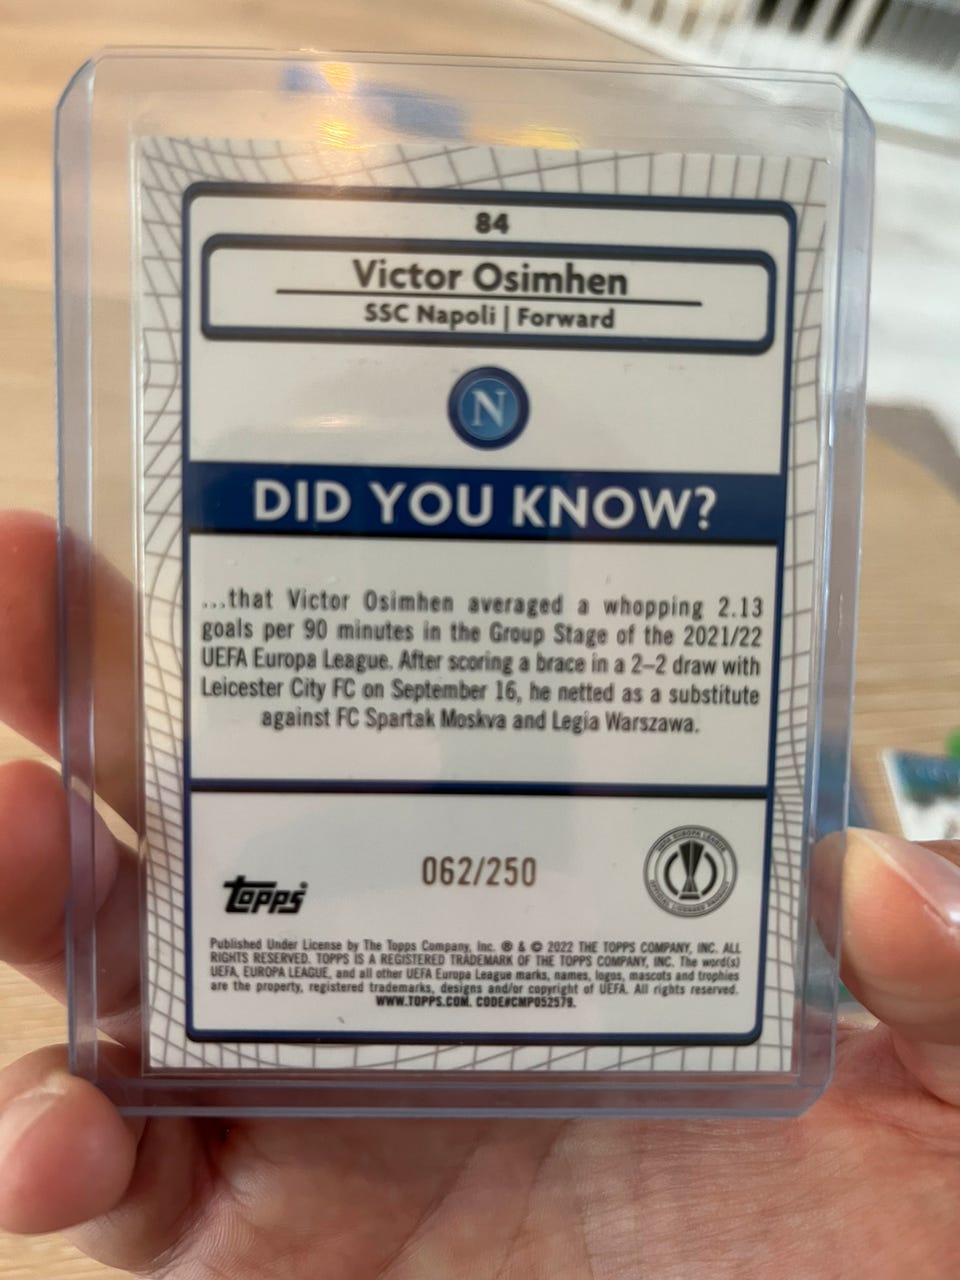 84
Victor Osimhen
SSC Napoli | Forward
N
DID YOU KNOW?
...that Victor Osimhen averaged a whopping 2.13
goals per 90 minutes in the Group Stage of the 2021/22
UEFA Europa League. After scoring a brace in a 2–2 draw with
Leicester City FC on September 16, he netted as a substitute
against FC Spartak Moskva and Legia Warszawa.
062/250
topps
UEFA EUROPA LEAGUE
Published Under License by The Topps Company, Inc. ® & © 2022 THE TOPPS COMPANY, INC. ALL
RIGHTS RESERVED. TOPPS IS A REGISTERED TRADEMARK OF THE TOPPS COMPANY, INC. The word(s)
UEFA, EUROPA LEAGUE, and all other UEFA Europa League marks, names, logos, mascots and trophies
are the property, registered trademarks, designs and/or copyright of UEFA. All rights reserved.
WWW.TOPPS.COM. CODE#CMP052579.